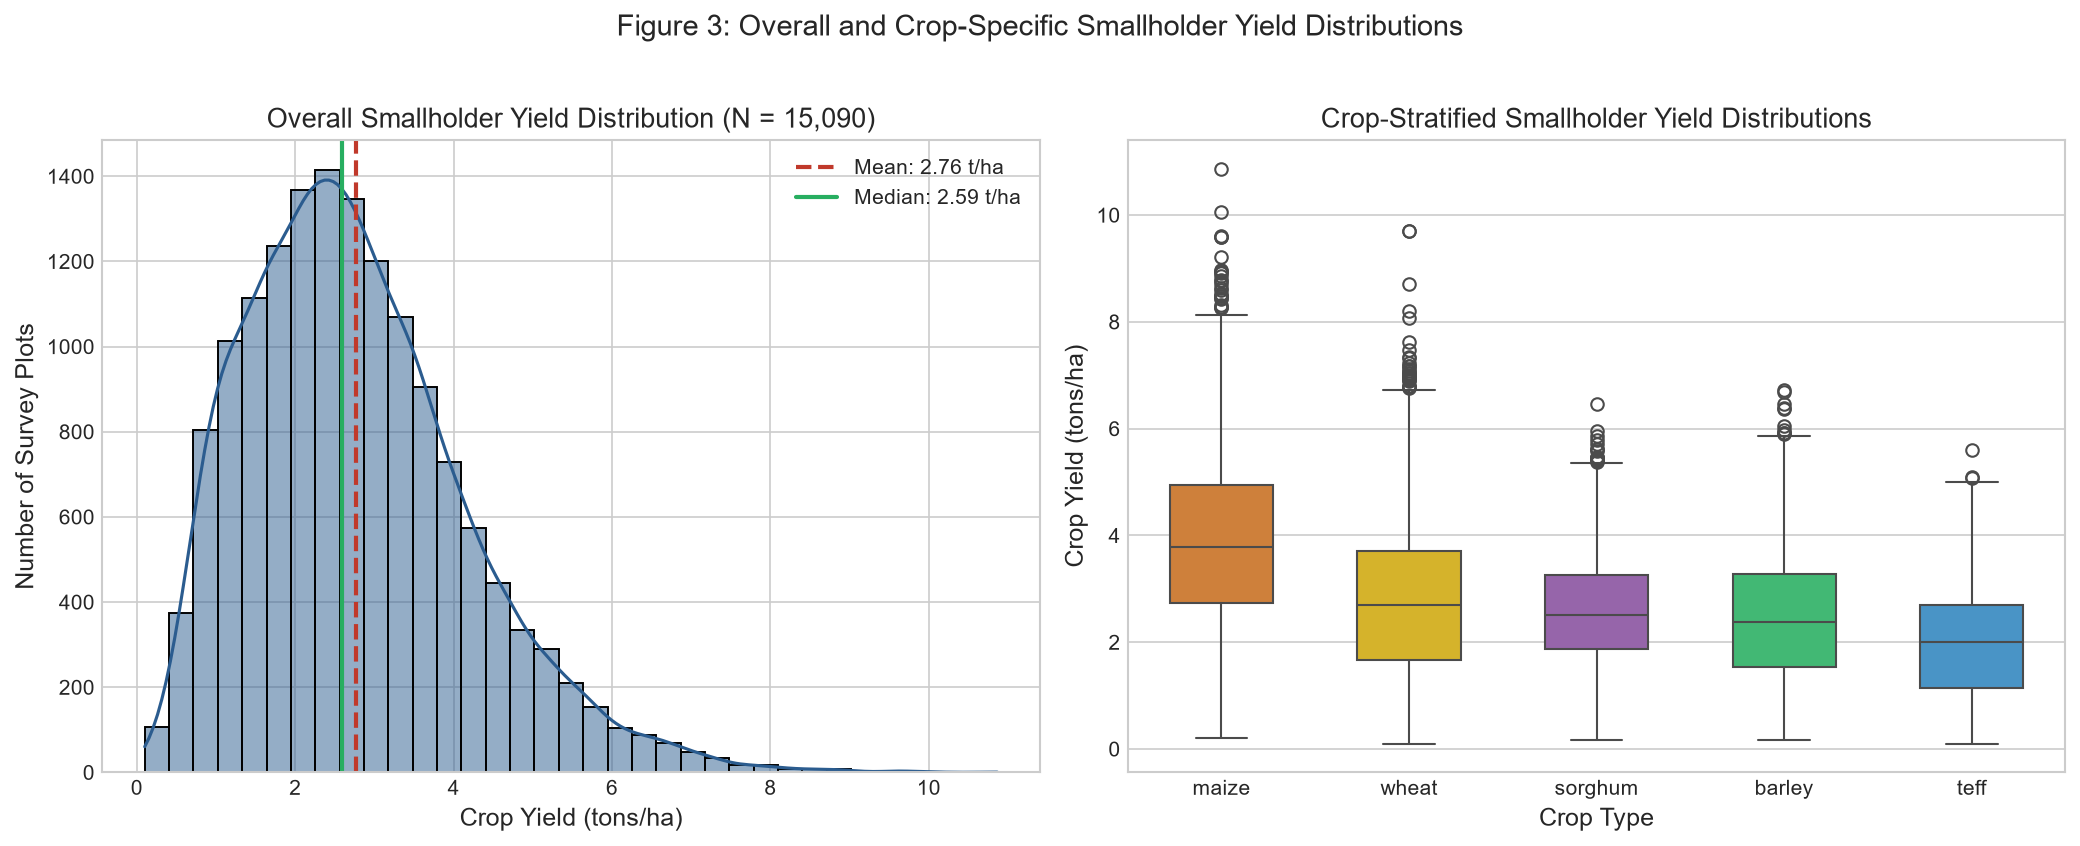 Figure 3: Overall and Crop-Specific Smallholder Yield Distributions
Overall Smallholder Yield Distribution (N = 15,090)
Mean: 2.76 t/ha
Median: 2.59 t/ha
Number of Survey Plots
1400
1200
1000
800
600
400
200
0
0 2 4 6 8 10
Crop Yield (tons/ha)
Crop-Stratified Smallholder Yield Distributions
Crop Yield (tons/ha)
10
8
6
4
2
0
maize wheat sorghum barley teff
Crop Type